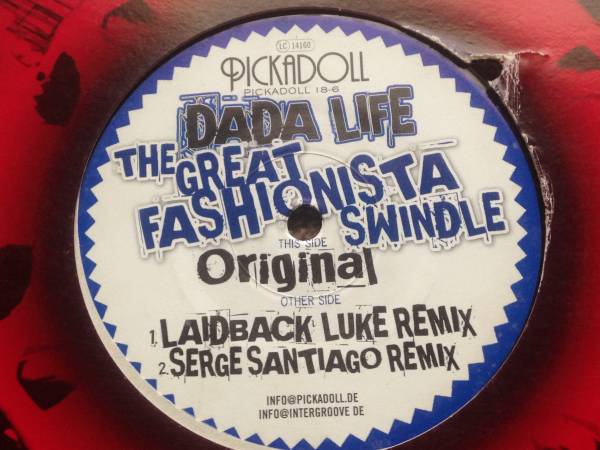 LC 14160
PICKADOLL
PICKADOLL 18-6
DADA LIFE
THE GREAT
FASHIONISTA
SWINDLE
THIS SIDE
Original
OTHER SIDE
1. LAIDBACK LUKE REMIX
2. SERGE SANTIAGO REMIX
INFO@PICKADOLL.DE
INFO@INTERGROOVE DE